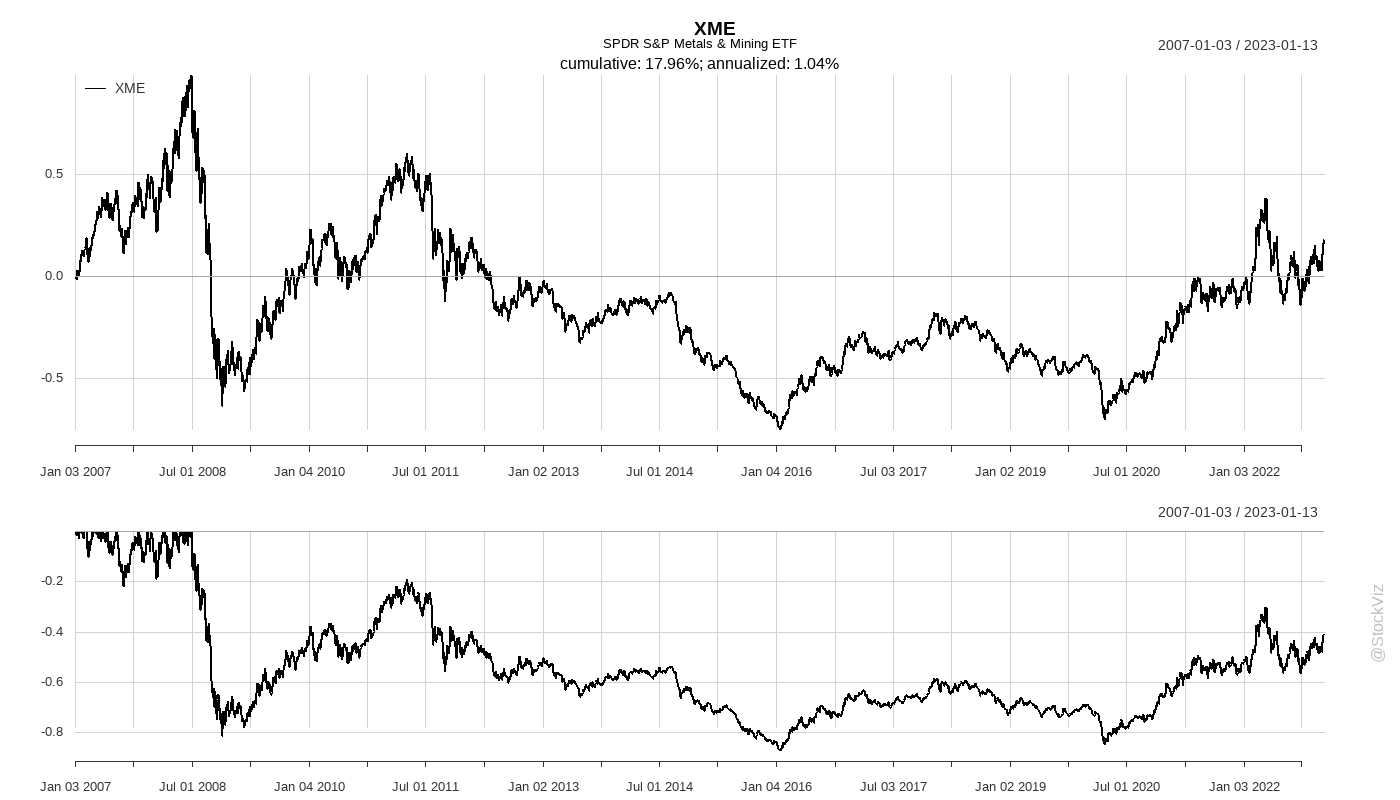 XME
SPDR S&P Metals & Mining ETF
2007-01-03 / 2023-01-13
cumulative: 17.96%; annualized: 1.04%
XME
0.5
0.0
-0.5
Jan 03 2007 Jul 01 2008 Jan 04 2010 Jul 01 2011 Jan 02 2013 Jul 01 2014 Jan 04 2016 Jul 03 2017 Jan 02 2019 Jul 01 2020 Jan 03 2022
2007-01-03 / 2023-01-13
-0.2
-0.4
-0.6
-0.8
Jan 03 2007 Jul 01 2008 Jan 04 2010 Jul 01 2011 Jan 02 2013 Jul 01 2014 Jan 04 2016 Jul 03 2017 Jan 02 2019 Jul 01 2020 Jan 03 2022
@StockViz